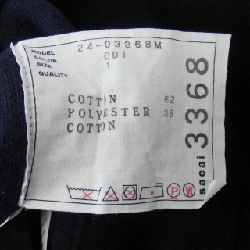 MODEL 24-03368M
COLOR 001
SIZE 1
QUALITY
COTTON 62
POLYESTER 38
COTTON
sacai 3368